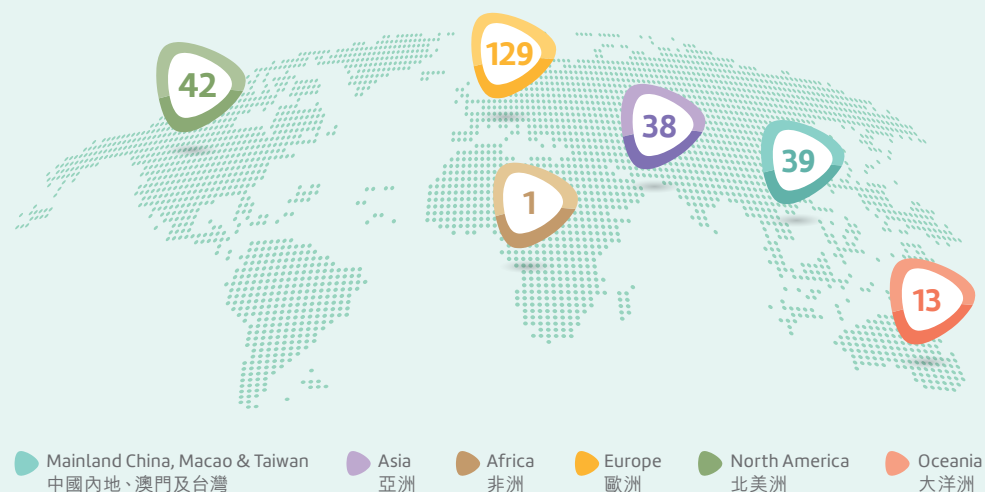 42
129
38
39
1
13
Mainland China, Macao & Taiwan
中國內地、澳門及台灣
Asia
亞洲
Africa
非洲
Europe
歐洲
North America
北美洲
Oceania
大洋洲